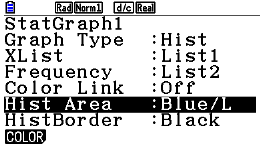 Rad Norm1 d/c Real
StatGraph1
Graph Type :Hist
XList :List1
Frequency :List2
Color Link :Off
Hist Area :Blue/L
HistBorder :Black
COLOR